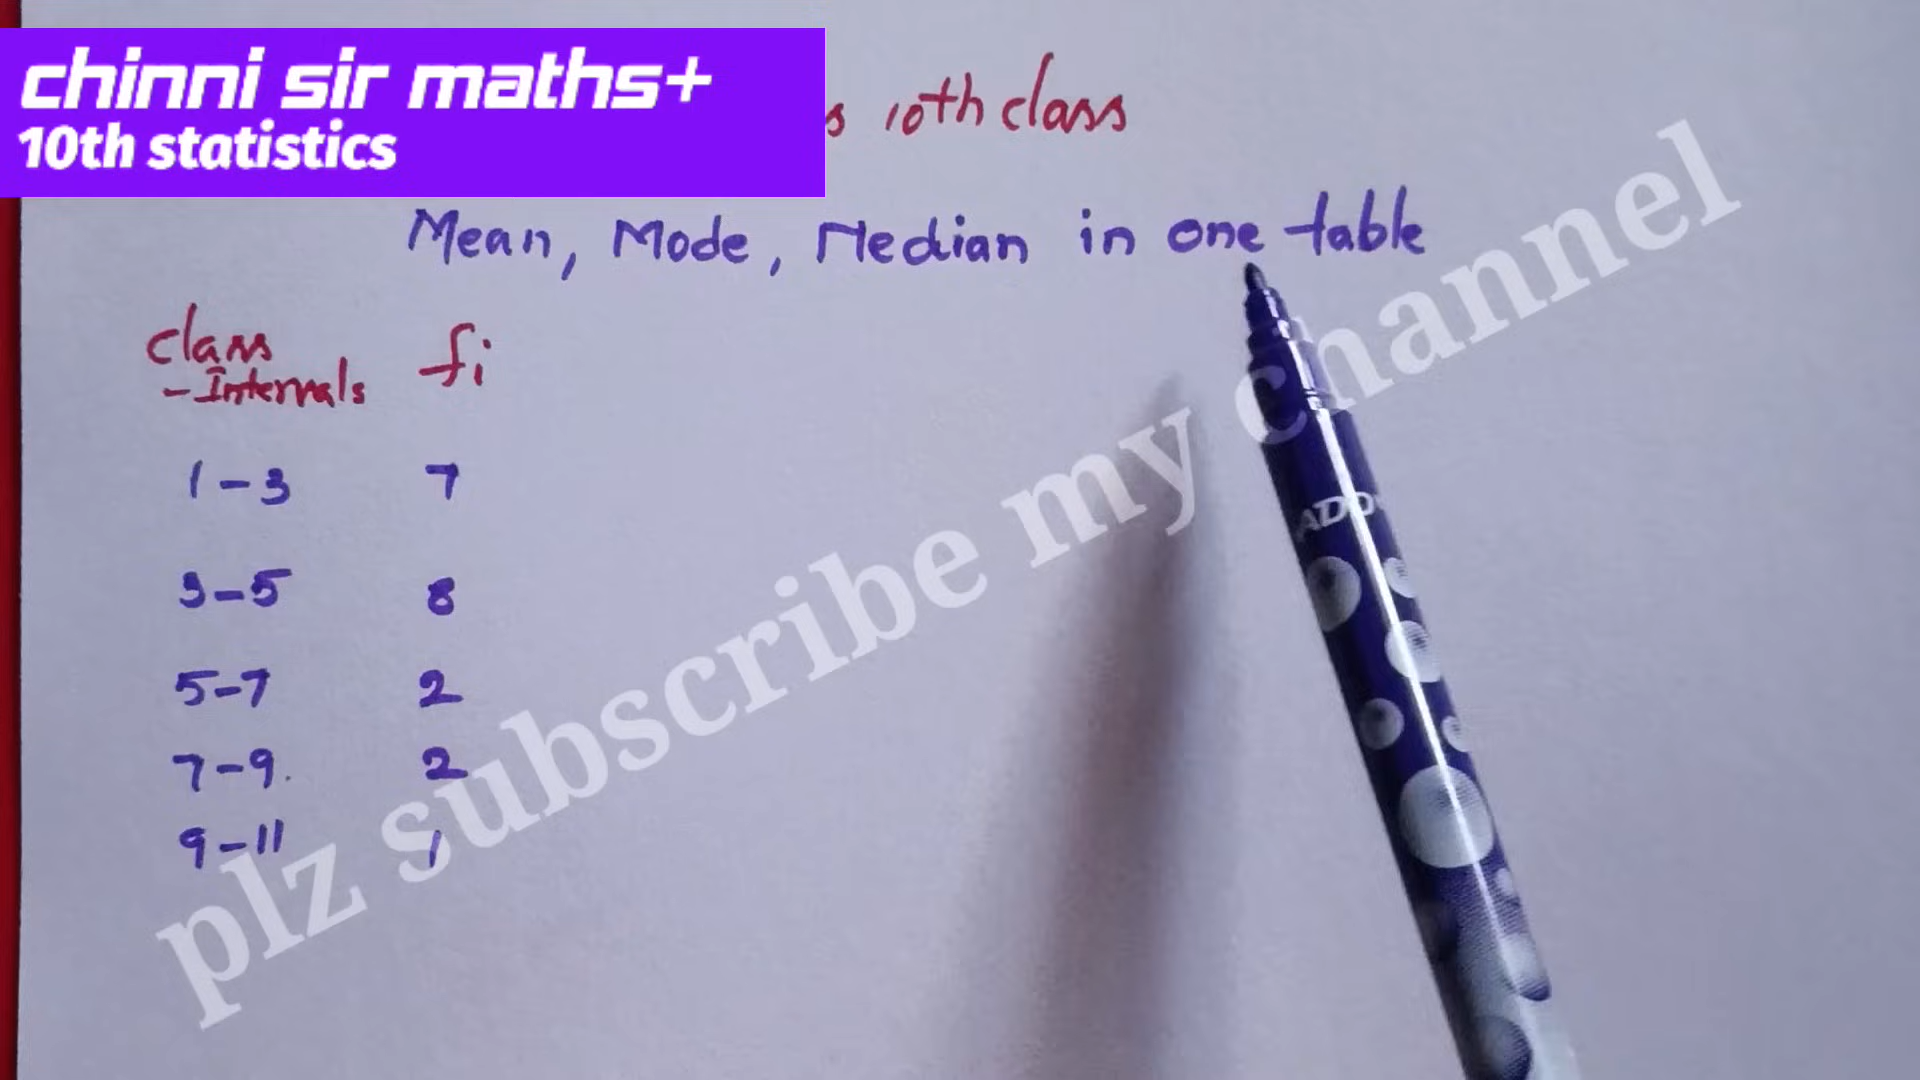 chinni sir maths+
10th statistics
s 10th class
Mean, Mode, Median in one table
class
- Intervals fi
1-3 7
3-5 8
5-7 2
7-9. 2
9-11 1
plz subscribe my channel